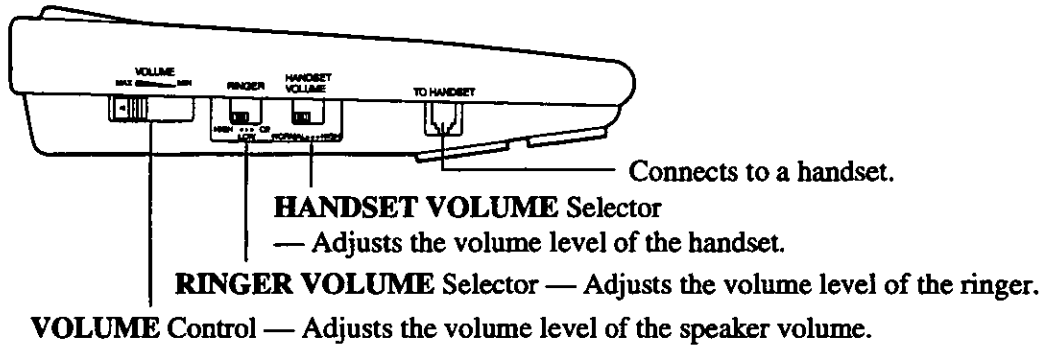 VOLUME
MAX MIN
RINGER
HANDSET
VOLUME
TO HANDSET
HIGH LOW
NORMAL HIGH
Connects to a handset.
HANDSET VOLUME Selector
— Adjusts the volume level of the handset.
RINGER VOLUME Selector — Adjusts the volume level of the ringer.
VOLUME Control — Adjusts the volume level of the speaker volume.